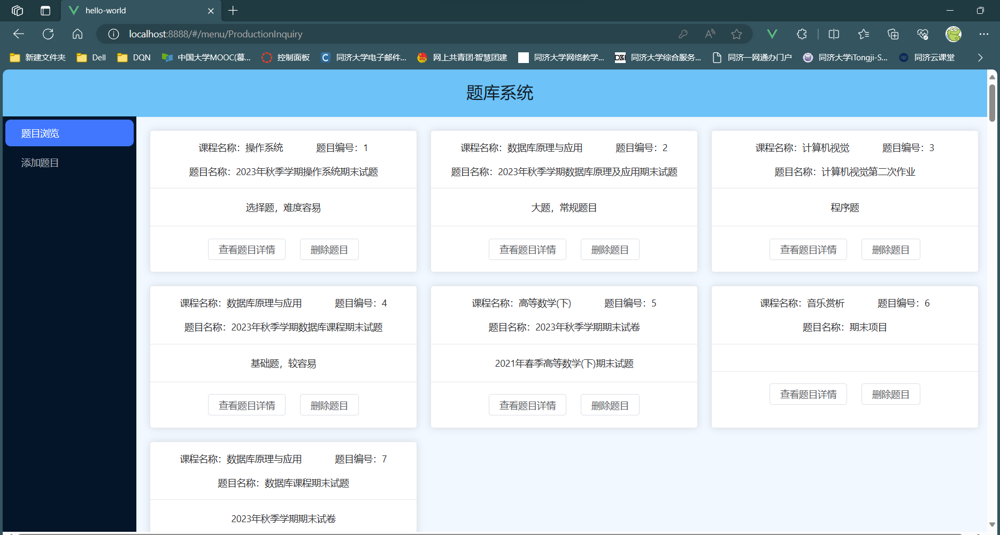 hello-world
localhost:8888/#/menu/ProductionInquiry
新建文件夹 Dell DQN 中国大学MOOC(慕... 控制面板 同济大学电子邮件... 网上共青团·智慧团建 同济大学网络教学... 同济大学综合服务... 同济一网通办门户 同济大学iTongji-S... 同济云课堂
题库系统
题目浏览
添加题目
课程名称：操作系统 题目编号：1
题目名称：2023年秋季学期操作系统期末试题
选择题，难度容易
查看题目详情 删除题目
课程名称：数据库原理与应用 题目编号：2
题目名称：2023年秋季学期数据库原理及应用期末试题
大题，常规题目
查看题目详情 删除题目
课程名称：计算机视觉 题目编号：3
题目名称：计算机视觉第二次作业
程序题
查看题目详情 删除题目
课程名称：数据库原理与应用 题目编号：4
题目名称：2023年秋季学期数据库课程期末试题
基础题，较容易
查看题目详情 删除题目
课程名称：高等数学(下) 题目编号：5
题目名称：2023年秋季学期期末试卷
2021年春季高等数学(下)期末试题
查看题目详情 删除题目
课程名称：音乐赏析 题目编号：6
题目名称：期末项目
查看题目详情 删除题目
课程名称：数据库原理与应用 题目编号：7
题目名称：数据库课程期末试题
2023年秋季学期期末试卷